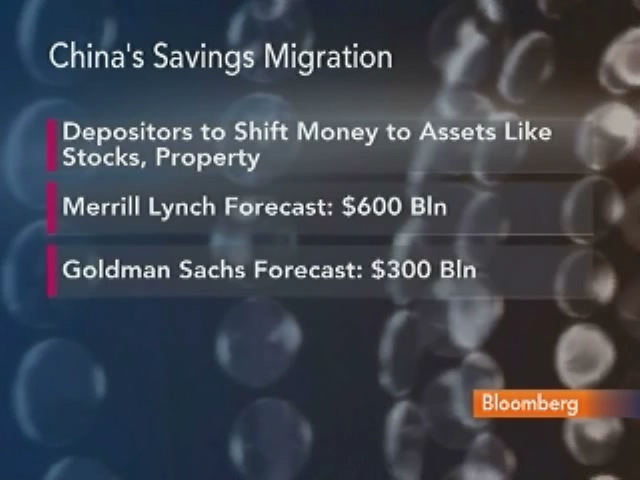 China's Savings Migration
Depositors to Shift Money to Assets Like
Stocks, Property
Merrill Lynch Forecast: $600 Bln
Goldman Sachs Forecast: $300 Bln
Bloomberg